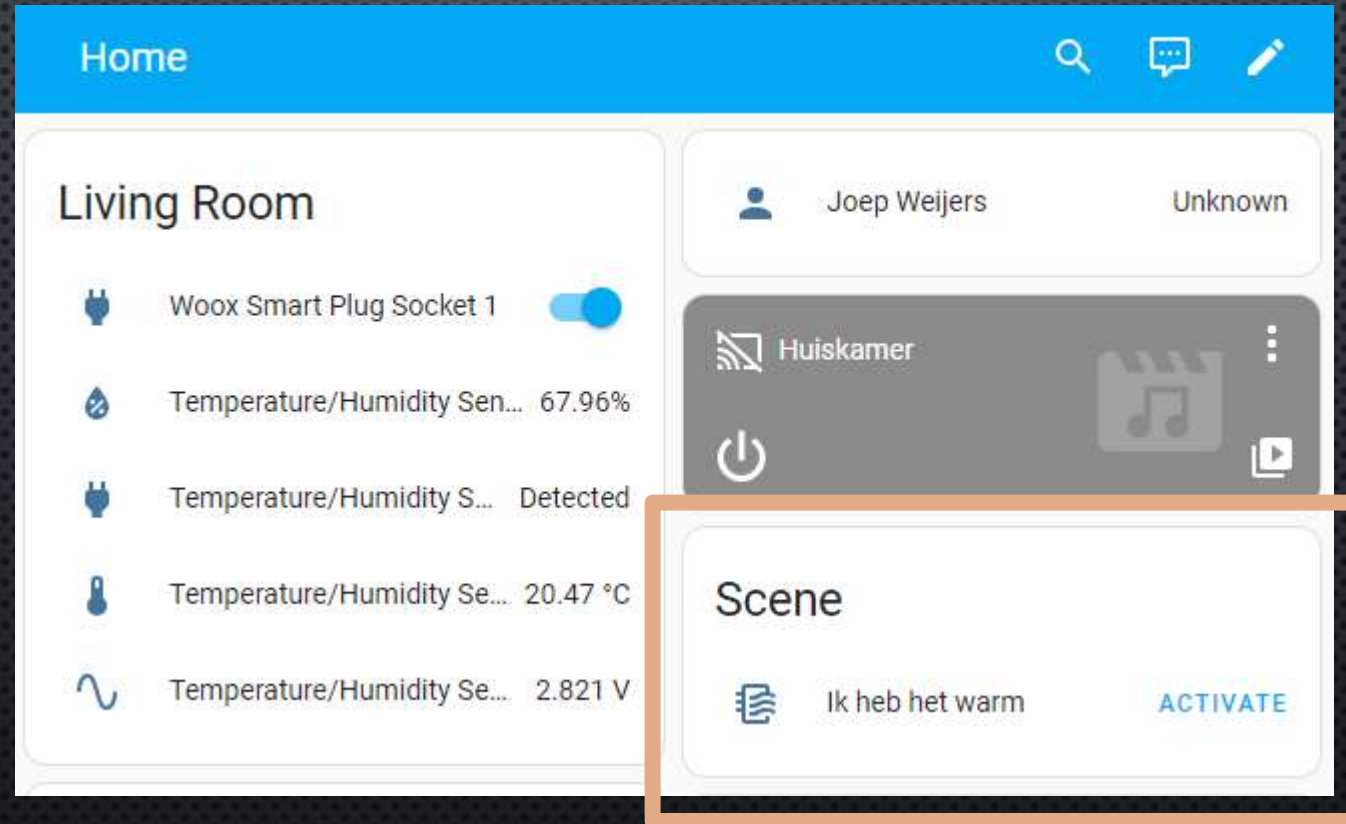 Home
Living Room
Woox Smart Plug Socket 1
Temperature/Humidity Sen... 67.96%
Temperature/Humidity S... Detected
Temperature/Humidity Se... 20.47 °C
Temperature/Humidity Se... 2.821 V
Joep Weijers Unknown
Huiskamer
Scene
Ik heb het warm ACTIVATE